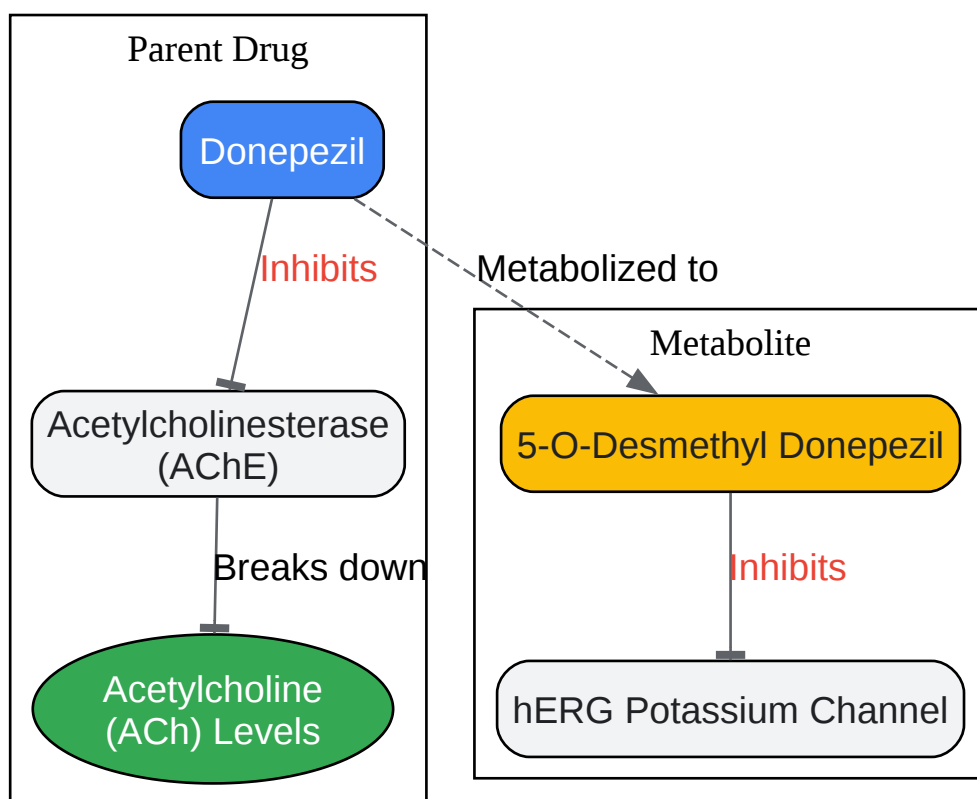 Parent Drug
Donepezil
Inhibits
Metabolized to
Acetylcholinesterase
(AChE)
Breaks down
Acetylcholine
(ACh) Levels
Metabolite
5-O-Desmethyl Donepezil
Inhibits
hERG Potassium Channel